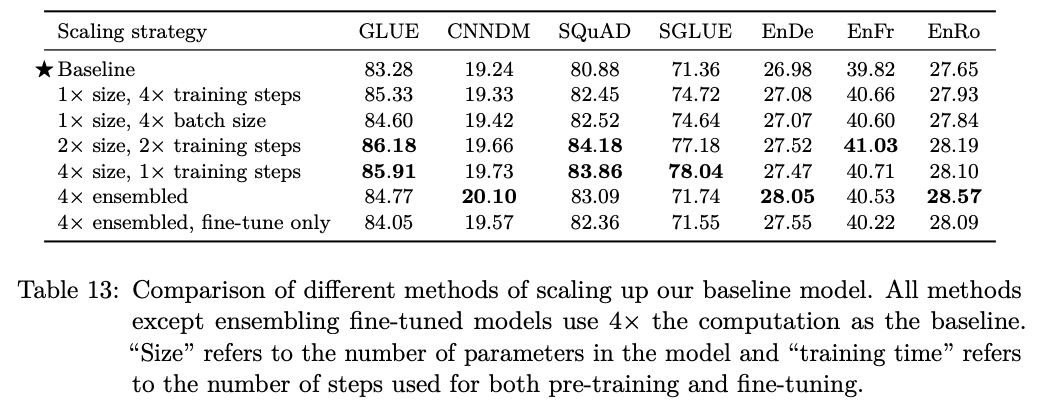 Scaling strategy GLUE CNNDM SQuAD SGLUE EnDe EnFr EnRo
★ Baseline 83.28 19.24 80.88 71.36 26.98 39.82 27.65
1× size, 4× training steps 85.33 19.33 82.45 74.72 27.08 40.66 27.93
1× size, 4× batch size 84.60 19.42 82.52 74.64 27.07 40.60 27.84
2× size, 2× training steps 86.18 19.66 84.18 77.18 27.52 41.03 28.19
4× size, 1× training steps 85.91 19.73 83.86 78.04 27.47 40.71 28.10
4× ensembled 84.77 20.10 83.09 71.74 28.05 40.53 28.57
4× ensembled, fine-tune only 84.05 19.57 82.36 71.55 27.55 40.22 28.09
Table 13: Comparison of different methods of scaling up our baseline model. All methods
except ensembling fine-tuned models use 4× the computation as the baseline.
“Size” refers to the number of parameters in the model and “training time” refers
to the number of steps used for both pre-training and fine-tuning.